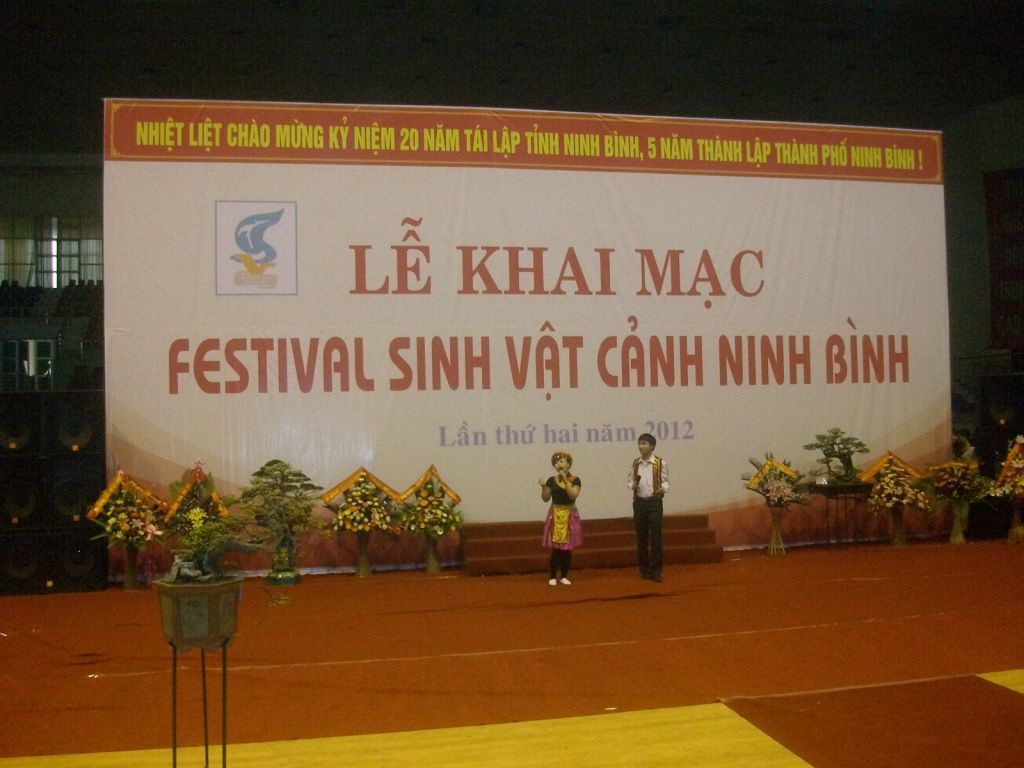 NHIỆT LIỆT CHÀO MỪNG KỶ NIỆM 20 NĂM TÁI LẬP TỈNH NINH BÌNH, 5 NĂM THÀNH LẬP THÀNH PHỐ NINH BÌNH !
LỄ KHAI MẠC
FESTIVAL SINH VẬT CẢNH NINH BÌNH
Lần thứ hai năm 2012